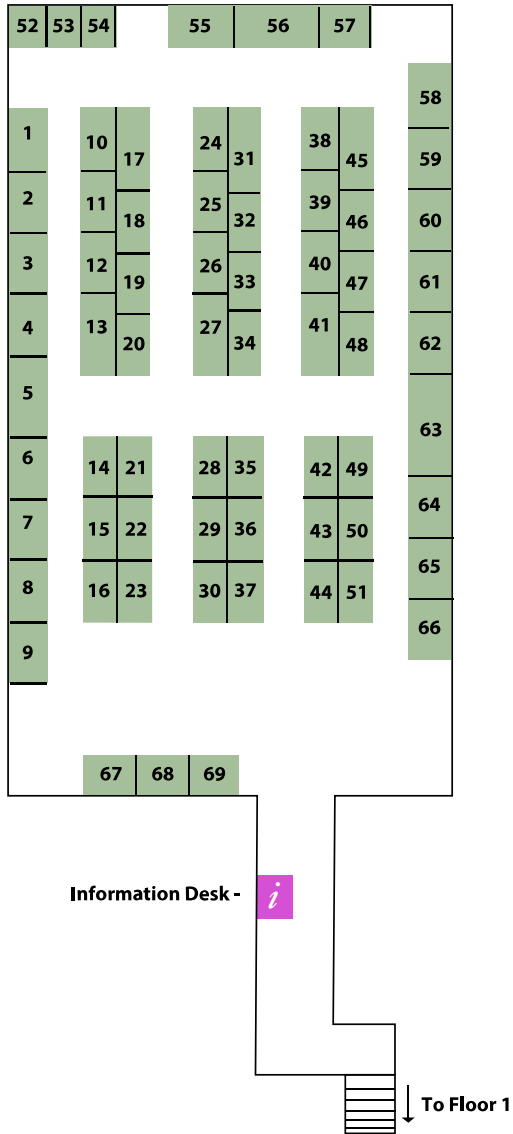 52 53 54 55 56 57
58
1 10 17 24 31 38 45 59
2 11 18 25 32 39 46 60
3 12 19 26 33 40 47 61
4 13 20 27 34 41 48 62
5 63
6 14 21 28 35 42 49
7 15 22 29 36 43 50 64
8 16 23 30 37 44 51 65
9 66
67 68 69
Information Desk - i
To Floor 1